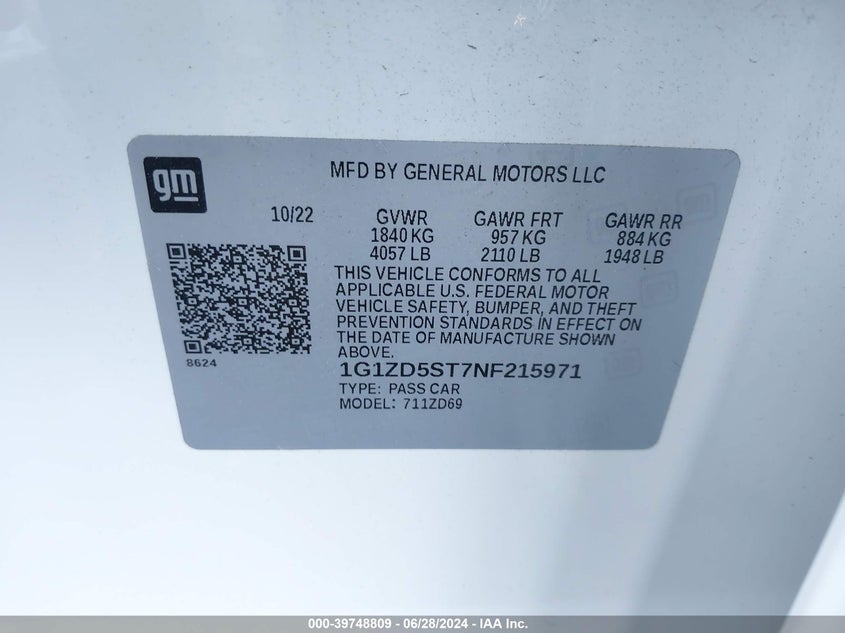 gm
MFD BY GENERAL MOTORS LLC
10/22 GVWR GAWR FRT GAWR RR
1840 KG 957 KG 884 KG
4057 LB 2110 LB 1948 LB
THIS VEHICLE CONFORMS TO ALL
APPLICABLE U.S. FEDERAL MOTOR
VEHICLE SAFETY, BUMPER, AND THEFT
PREVENTION STANDARDS IN EFFECT ON
THE DATE OF MANUFACTURE SHOWN
ABOVE.
8624
1G1ZD5ST7NF215971
TYPE: PASS CAR
MODEL: 711ZD69
000-39748809 - 06/28/2024 - IAA Inc.